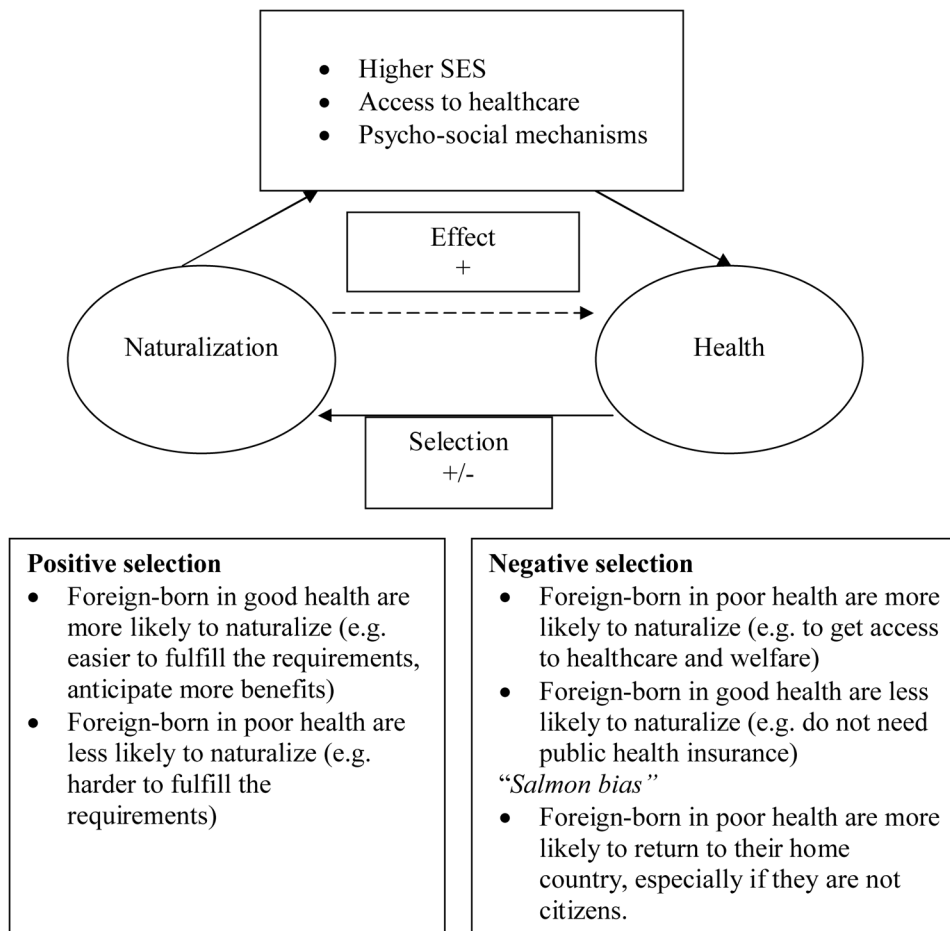 • Higher SES
• Access to healthcare
• Psycho-social mechanisms
Effect
+
Naturalization
Health
Selection
+/-
Positive selection
• Foreign-born in good health are
more likely to naturalize (e.g.
easier to fulfill the requirements,
anticipate more benefits)
• Foreign-born in poor health are
less likely to naturalize (e.g.
harder to fulfill the
requirements)
Negative selection
• Foreign-born in poor health are more
likely to naturalize (e.g. to get access
to healthcare and welfare)
• Foreign-born in good health are less
likely to naturalize (e.g. do not need
public health insurance)
“Salmon bias”
• Foreign-born in poor health are more
likely to return to their home
country, especially if they are not
citizens.